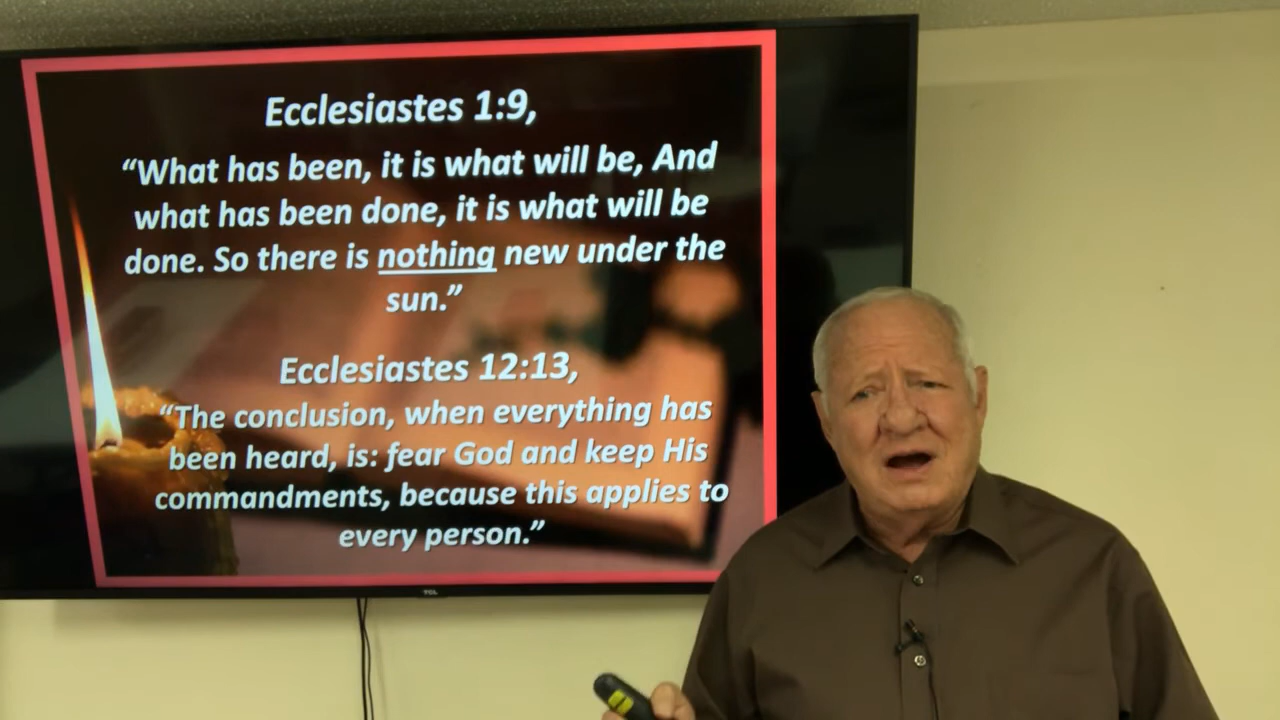 Ecclesiastes 1:9,
“What has been, it is what will be, And
what has been done, it is what will be
done. So there is nothing new under the
sun.”
Ecclesiastes 12:13,
“The conclusion, when everything has
been heard, is: fear God and keep His
commandments, because this applies to
every person.”
TCL